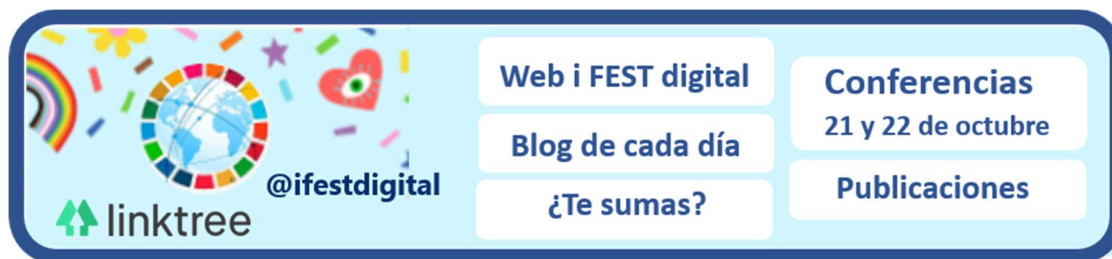 @ifestdigital
linktree
Web i FEST digital
Blog de cada día
¿Te sumas?
Conferencias
21 y 22 de octubre
Publicaciones